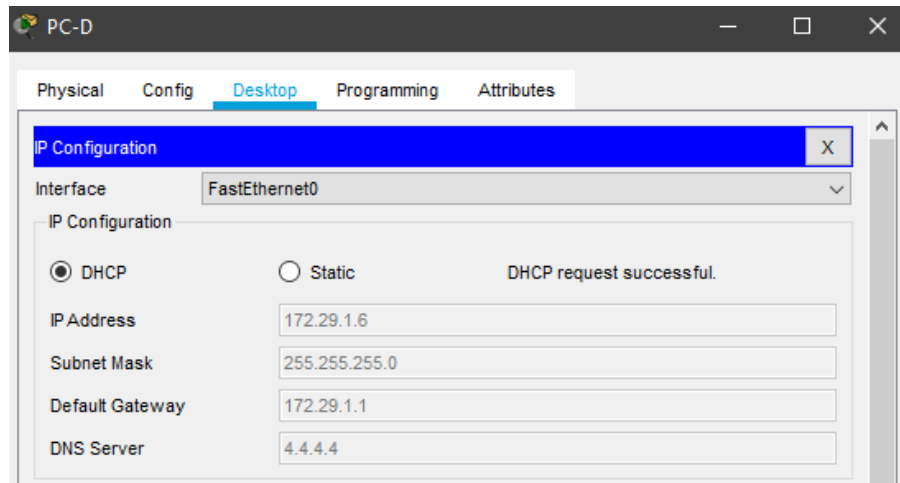 PC-D
Physical Config Desktop Programming Attributes
IP Configuration X
Interface FastEthernet0
IP Configuration
DHCP Static DHCP request successful.
IP Address 172.29.1.6
Subnet Mask 255.255.255.0
Default Gateway 172.29.1.1
DNS Server 4.4.4.4